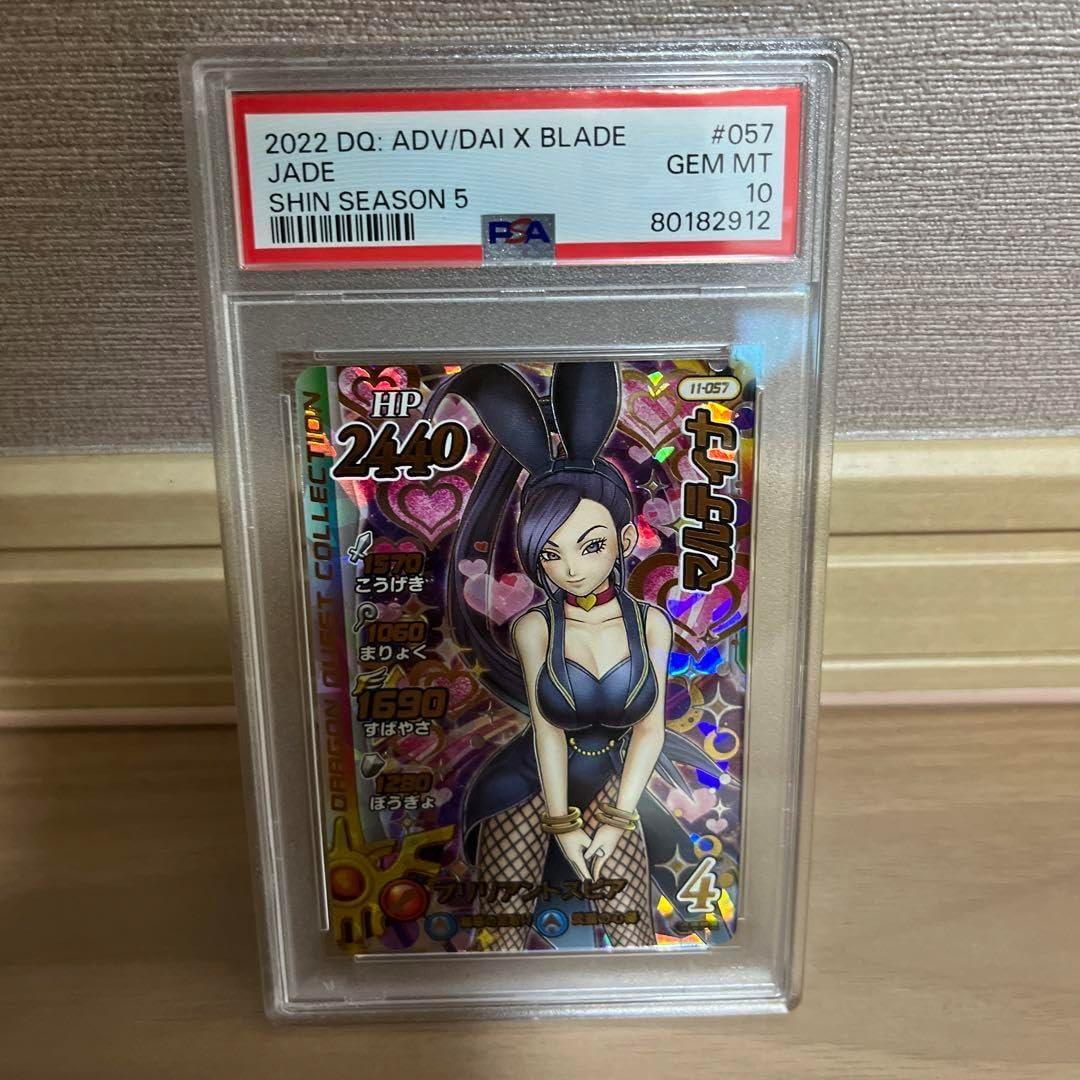 2022 DQ: ADV/DAI X BLADE
#057
JADE
GEM MT
SHIN SEASON 5
10
PSA
80182912
11-057
HP
2440
マルティナ
DRAGON QUEST COLLECTION
1570
こうげき
1060
まりょく
1690
すばやさ
1280
ぼうぎょ
ブリリアントスピア
4